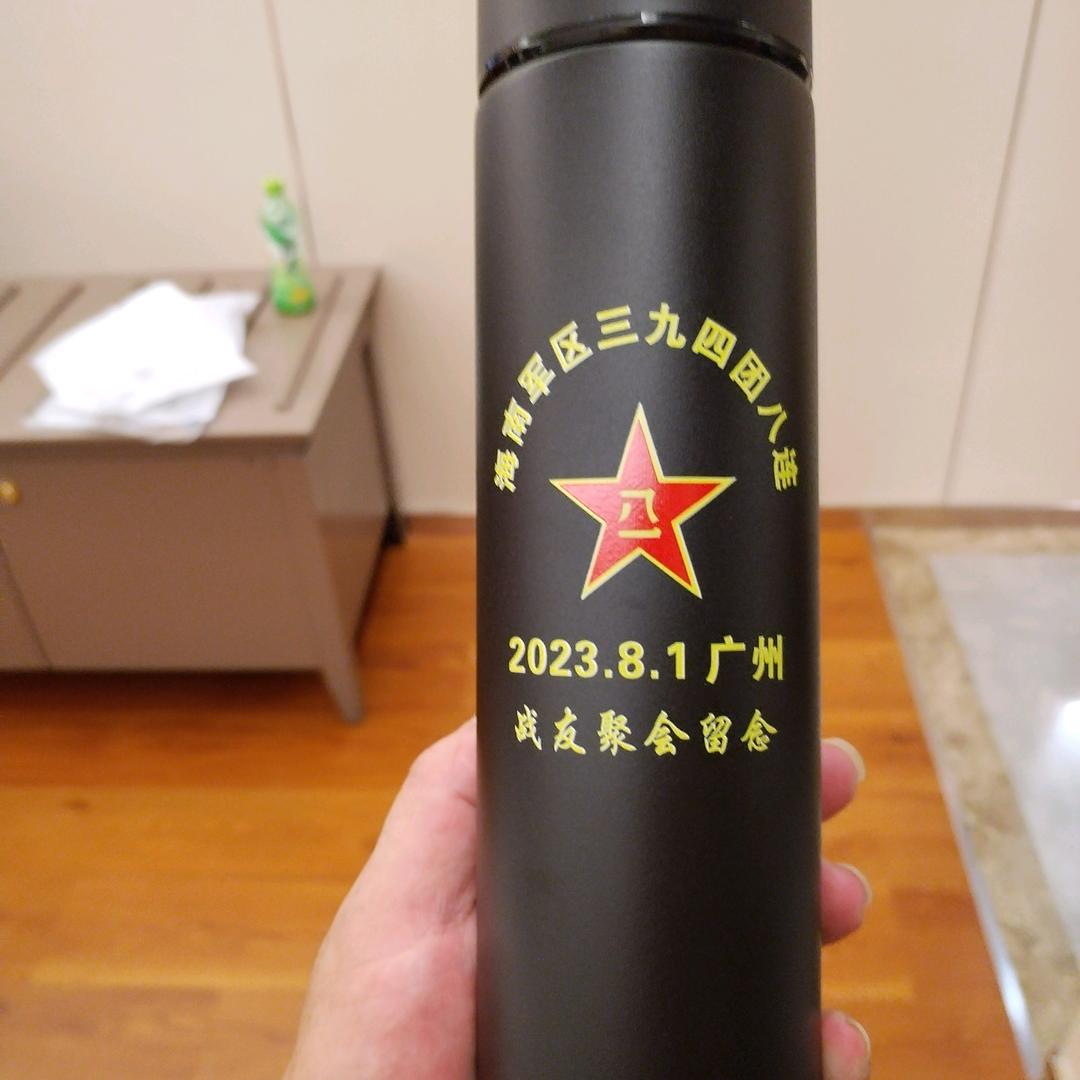 海南军区三九四团八连
八一
2023.8.1 广州
战友聚会留念